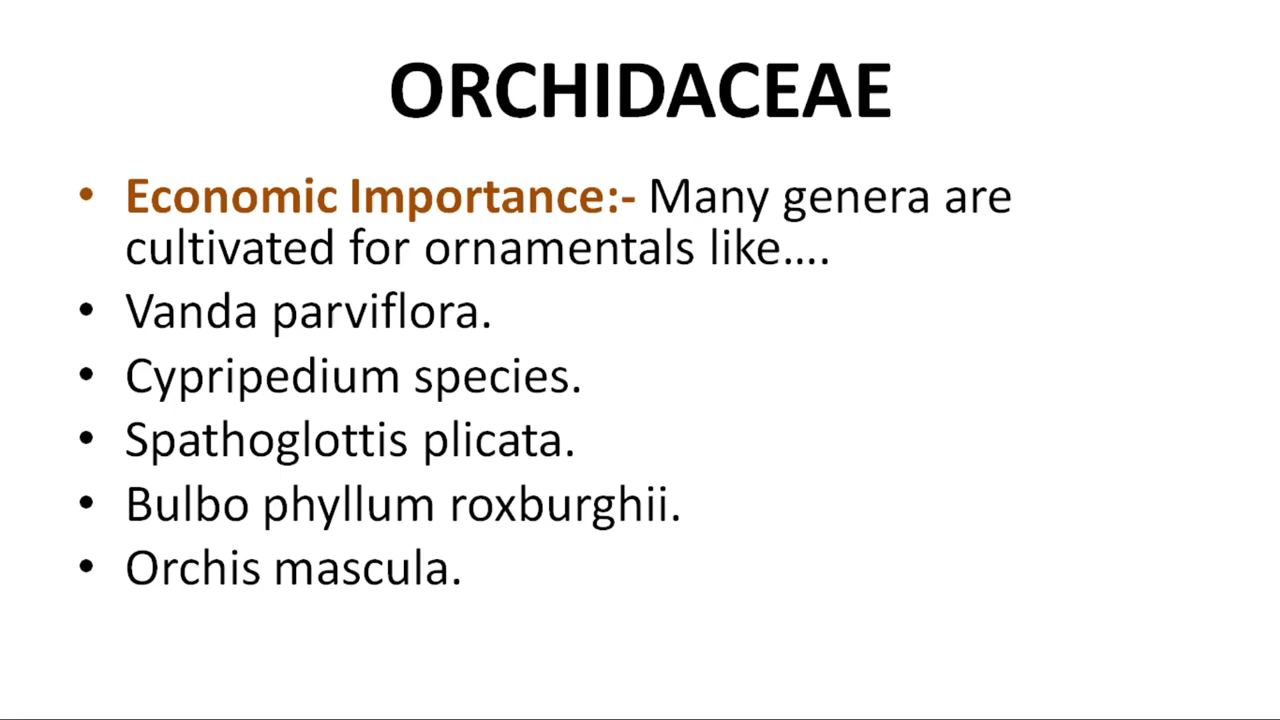 ORCHIDACEAE
• Economic Importance:- Many genera are
cultivated for ornamentals like....
• Vanda parviflora.
• Cypripedium species.
• Spathoglottis plicata.
• Bulbo phyllum roxburghii.
• Orchis mascula.